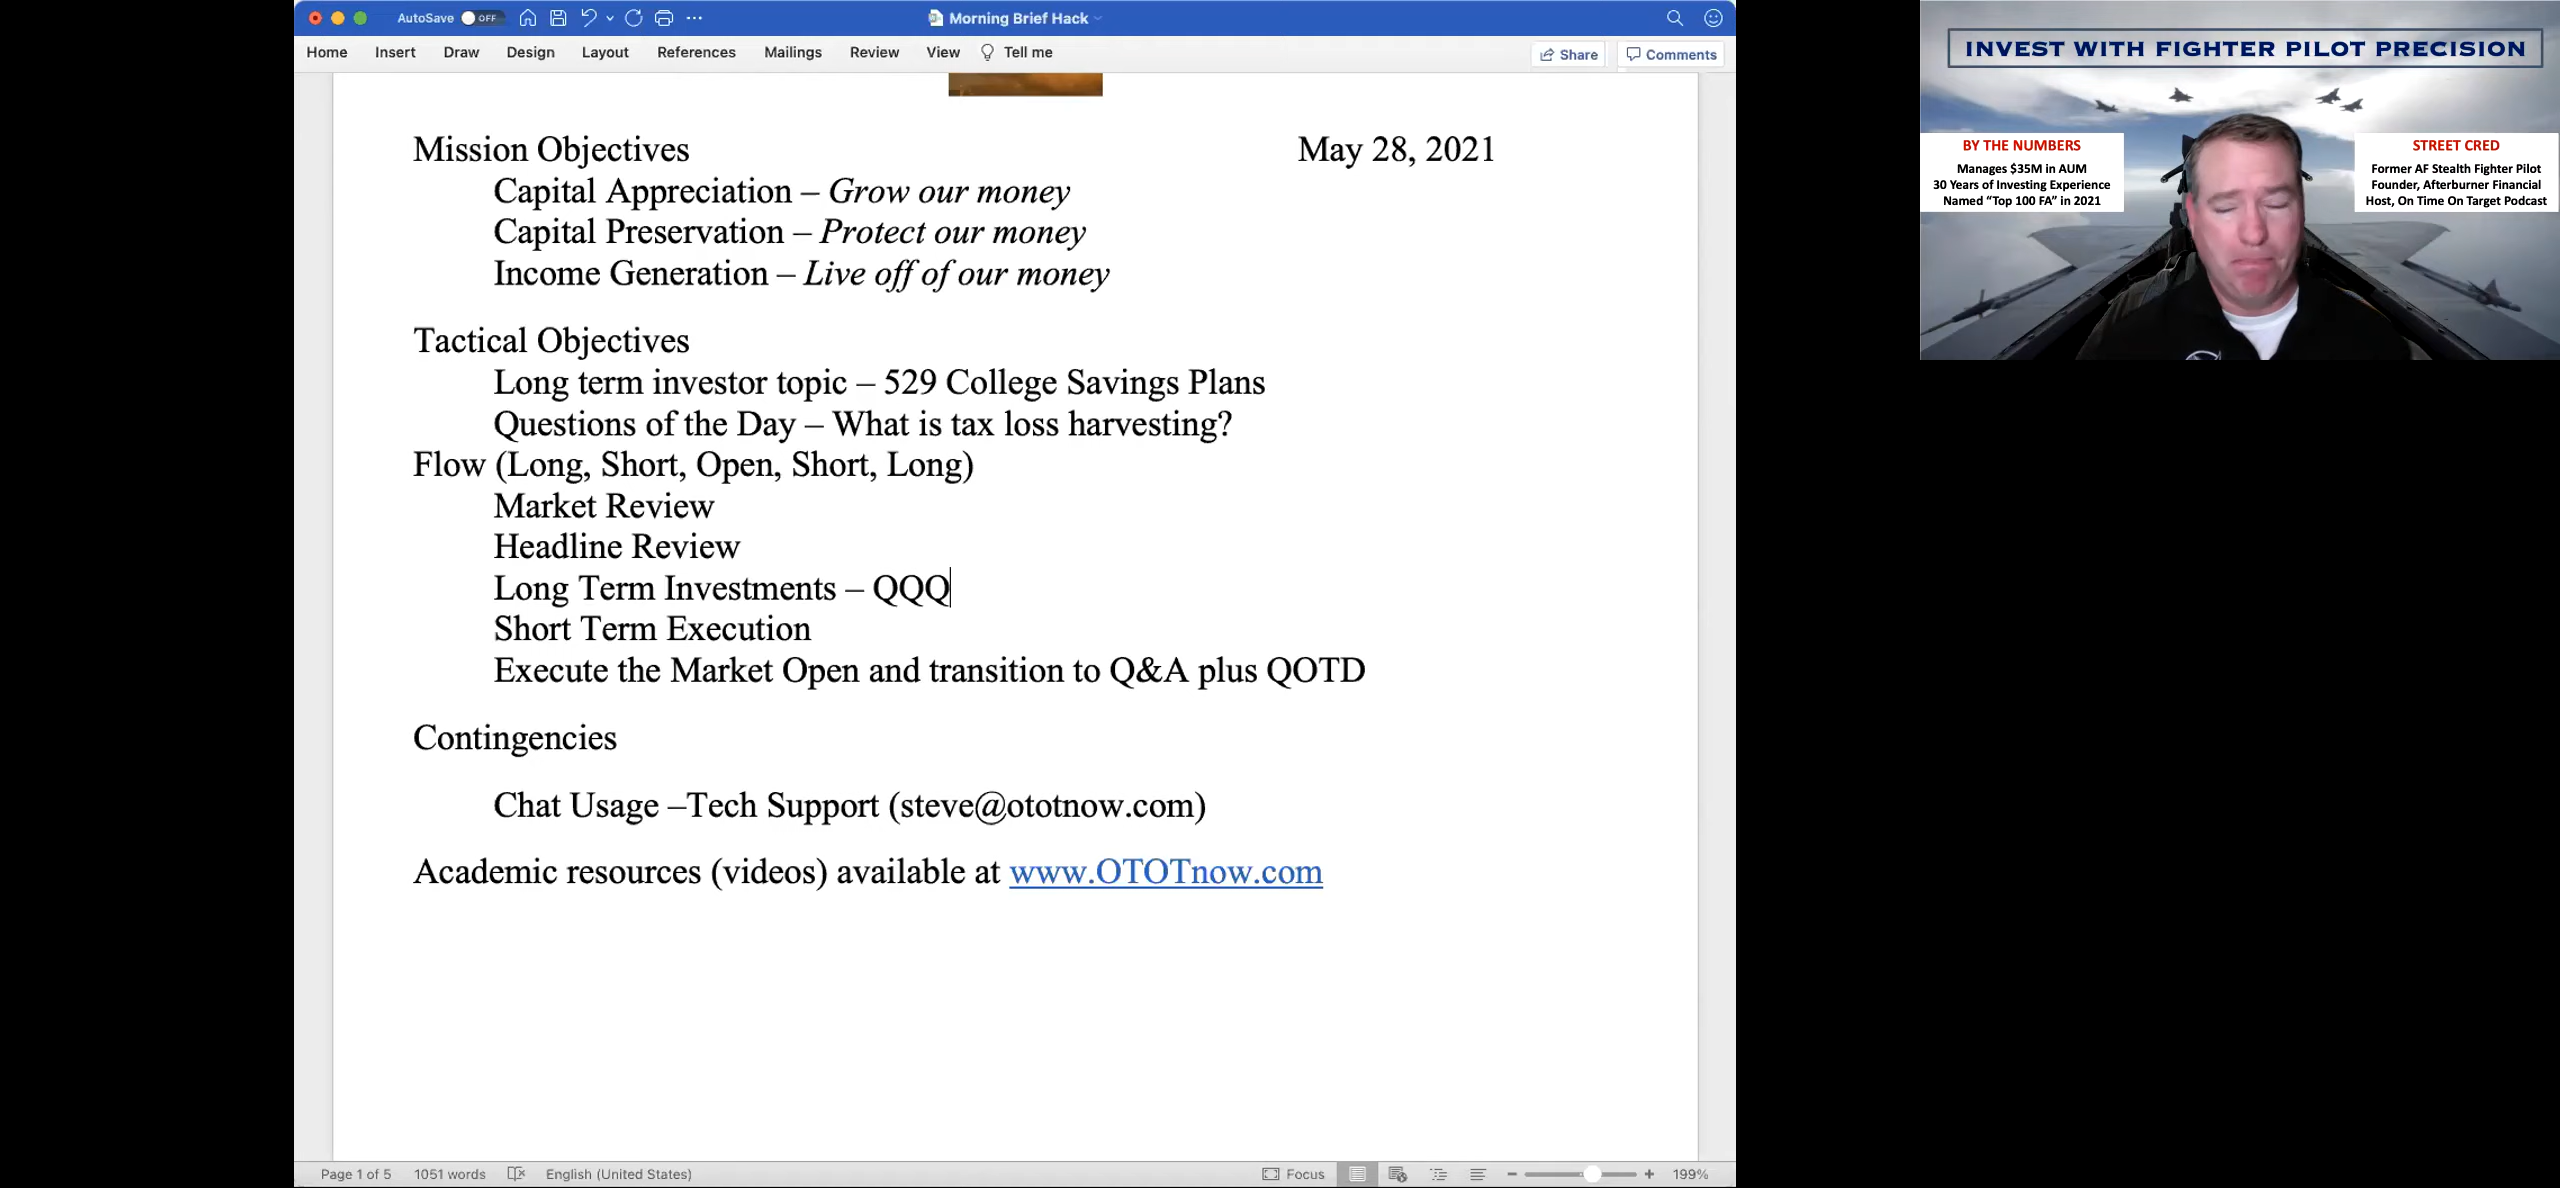 AutoSave OFF
Morning Brief Hack
Home Insert Draw Design Layout References Mailings Review View Tell me
Share Comments
Mission Objectives May 28, 2021
Capital Appreciation – Grow our money
Capital Preservation – Protect our money
Income Generation – Live off of our money
Tactical Objectives
Long term investor topic – 529 College Savings Plans
Questions of the Day – What is tax loss harvesting?
Flow (Long, Short, Open, Short, Long)
Market Review
Headline Review
Long Term Investments – QQQ
Short Term Execution
Execute the Market Open and transition to Q&A plus QOTD
Contingencies
Chat Usage –Tech Support (steve@ototnow.com)
Academic resources (videos) available at www.OTOTnow.com
Page 1 of 5 1051 words English (United States) Focus 199%
INVEST WITH FIGHTER PILOT PRECISION
BY THE NUMBERS
Manages $35M in AUM
30 Years of Investing Experience
Named “Top 100 FA” in 2021
STREET CRED
Former AF Stealth Fighter Pilot
Founder, Afterburner Financial
Host, On Time On Target Podcast